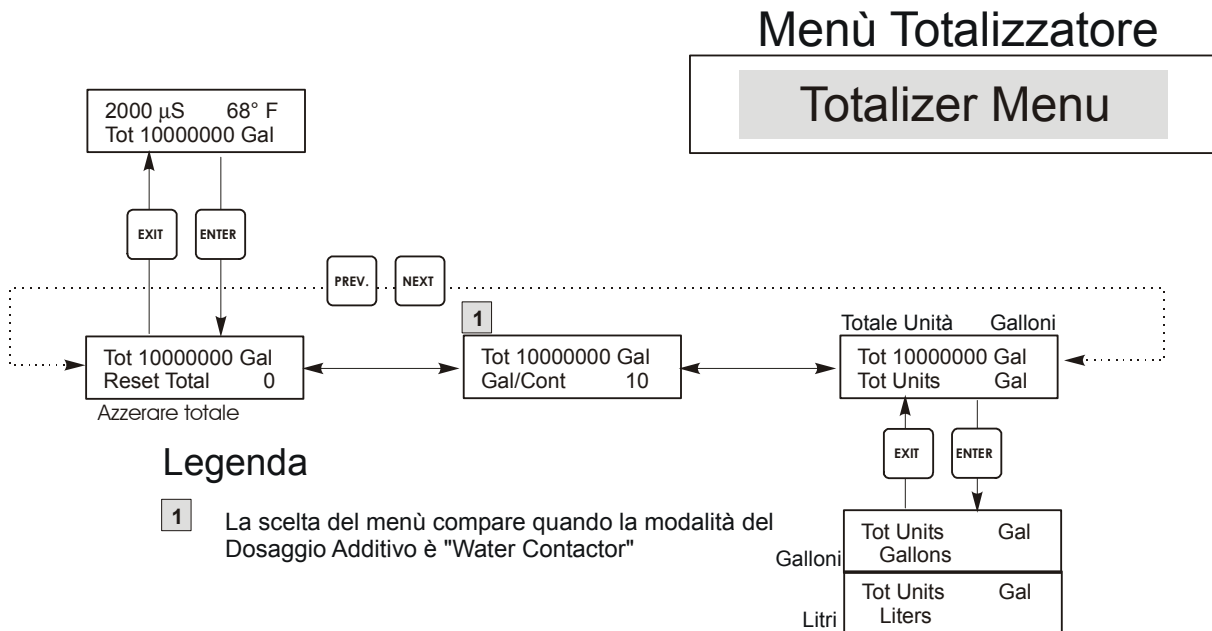 Menù Totalizzatore
Totalizer Menu
2000 µS 68° F
Tot 10000000 Gal
EXIT
ENTER
PREV.
NEXT
1
Totale Unità Galloni
Tot 10000000 Gal
Reset Total 0
Tot 10000000 Gal
Gal/Cont 10
Tot 10000000 Gal
Tot Units Gal
Azzerare totale
EXIT
ENTER
Legenda
1 La scelta del menù compare quando la modalità del
Dosaggio Additivo è "Water Contactor"
Tot Units Gal
Gallons
Galloni
Tot Units Gal
Liters
Litri